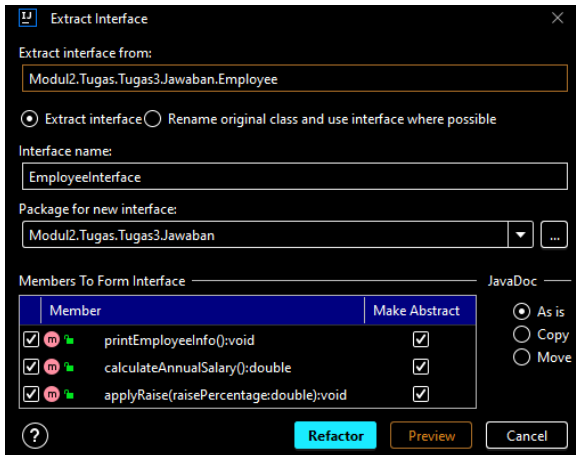 IJ Extract Interface
Extract interface from:
Modul2.Tugas.Tugas3.Jawaban.Employee
Extract interface Rename original class and use interface where possible
Interface name:
EmployeeInterface
Package for new interface:
Modul2.Tugas.Tugas3.Jawaban ...
Members To Form Interface JavaDoc
Member Make Abstract As is
m printEmployeeInfo():void Copy
m calculateAnnualSalary():double Move
m applyRaise(raisePercentage:double):void
? Refactor Preview Cancel